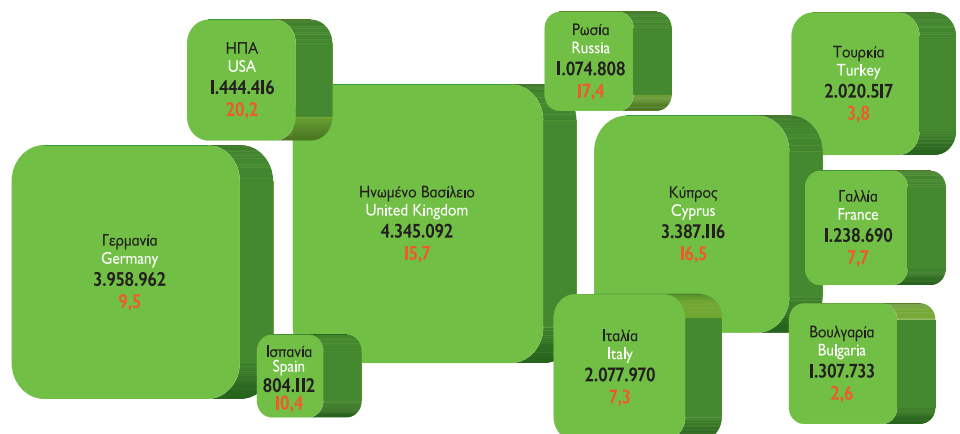 ΗΠΑ
USA
1.444.416
20,2
Ρωσία
Russia
1.074.808
17,4
Τουρκία
Turkey
2.020.517
3,8
Γερμανία
Germany
3.958.962
9,5
Ηνωμένο Βασίλειο
United Kingdom
4.345.092
15,7
Κύπρος
Cyprus
3.387.116
16,5
Γαλλία
France
1.238.690
7,7
Ισπανία
Spain
804.112
10,4
Ιταλία
Italy
2.077.970
7,3
Βουλγαρία
Bulgaria
1.307.733
2,6